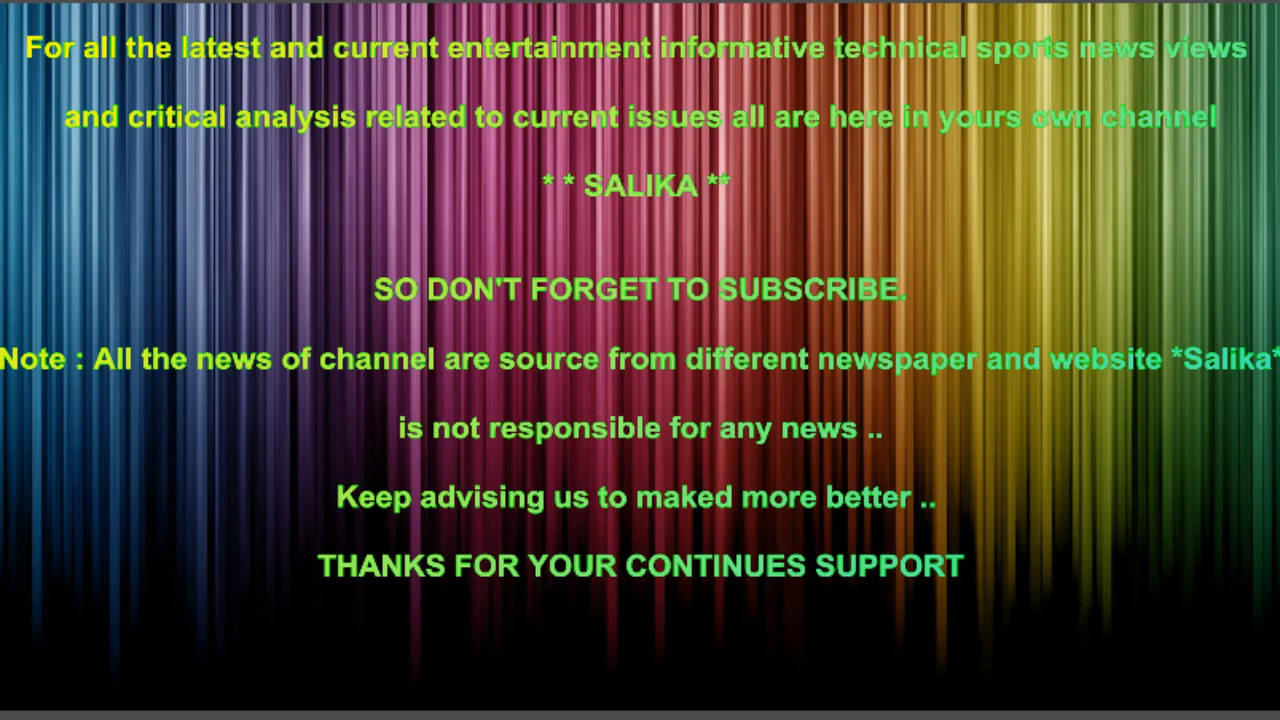 For all the latest and current entertainment informative technical sports news views
and critical analysis related to current issues all are here in yours own channel
* * SALIKA **
SO DON'T FORGET TO SUBSCRIBE.
Note : All the news of channel are source from different newspaper and website *Salika*
is not responsible for any news ..
Keep advising us to maked more better ..
THANKS FOR YOUR CONTINUES SUPPORT